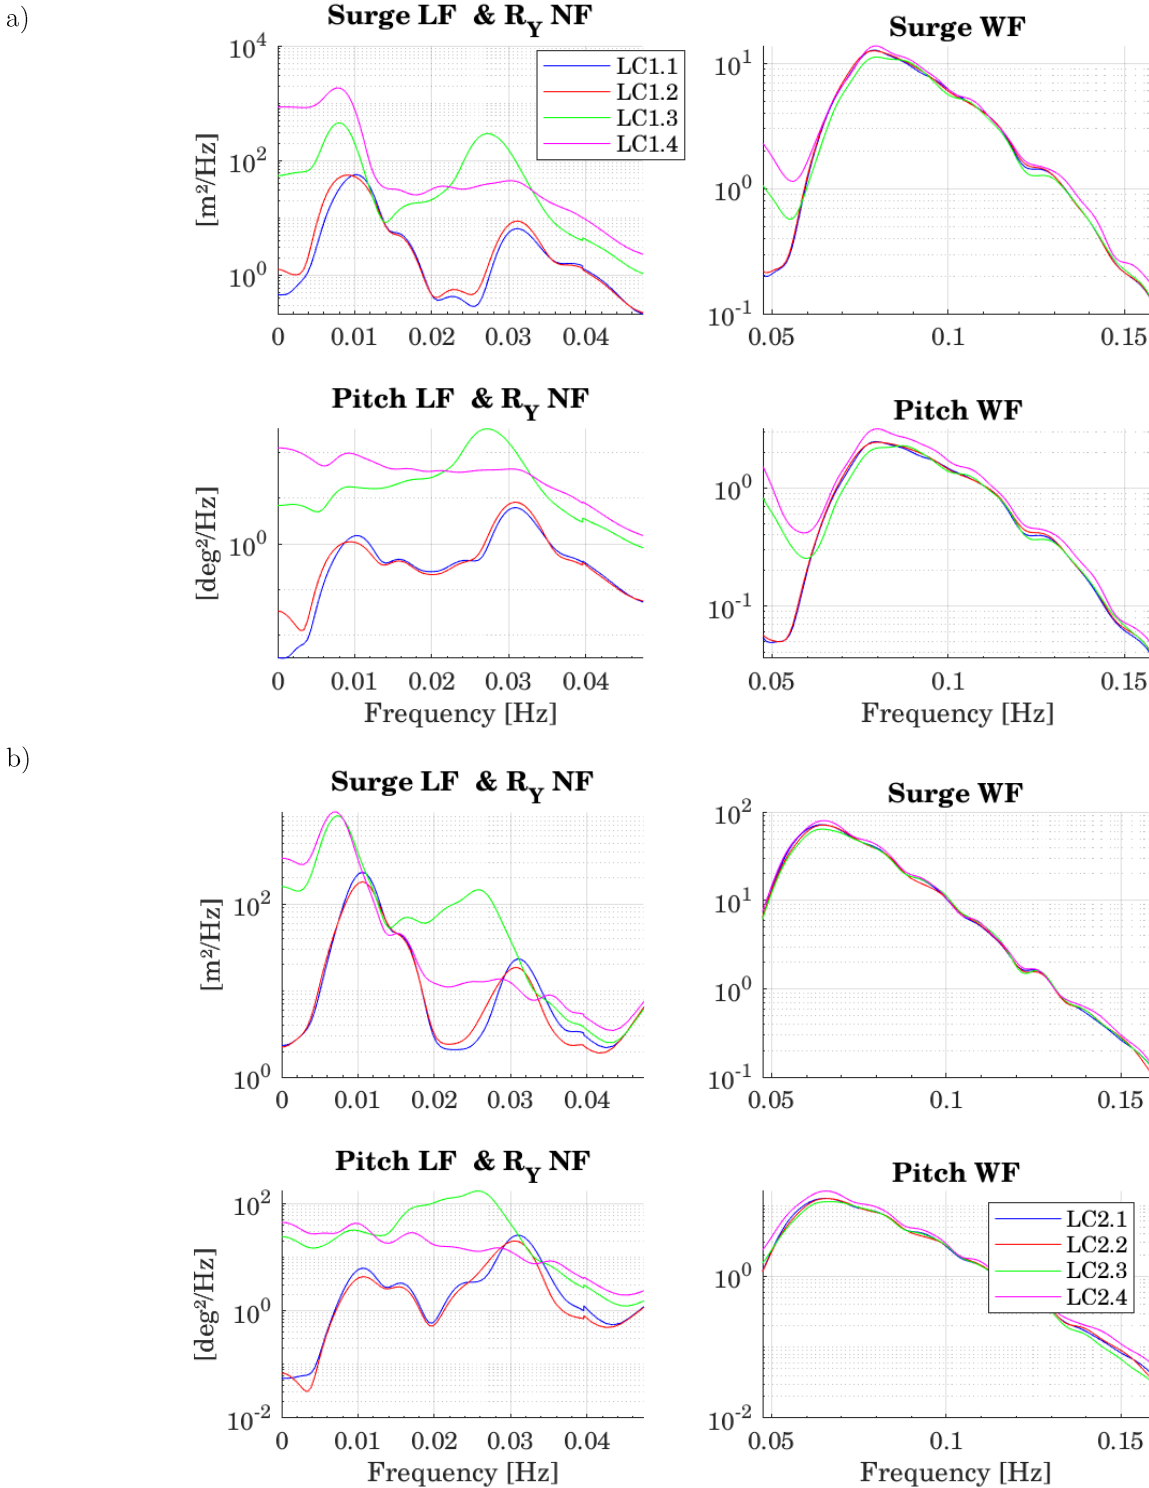 a)
Surge LF & R_Y NF
Surge WF
10^4
10^2
10^0
[m²/Hz]
LC1.1
LC1.2
LC1.3
LC1.4
0 0.01 0.02 0.03 0.04
10^1
10^0
10^-1
0.05 0.1 0.15
Pitch LF & R_Y NF
Pitch WF
10^0
[deg²/Hz]
0 0.01 0.02 0.03 0.04
Frequency [Hz]
10^0
10^-1
0.05 0.1 0.15
Frequency [Hz]
b)
Surge LF & R_Y NF
Surge WF
10^2
10^0
[m²/Hz]
0 0.01 0.02 0.03 0.04
10^2
10^1
10^0
10^-1
0.05 0.1 0.15
Pitch LF & R_Y NF
Pitch WF
10^2
10^0
10^-2
[deg²/Hz]
0 0.01 0.02 0.03 0.04
Frequency [Hz]
10^0
10^-2
LC2.1
LC2.2
LC2.3
LC2.4
0.05 0.1 0.15
Frequency [Hz]